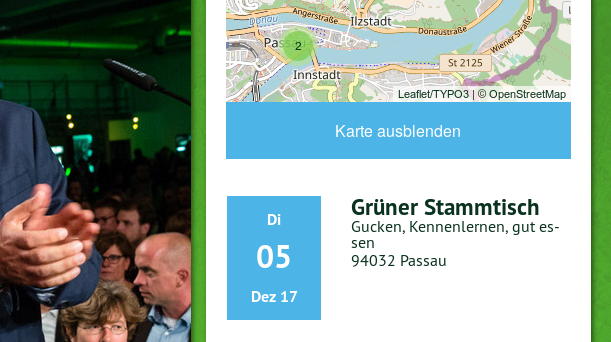 Donau
Angerstraße
Ilzstadt
Donaustraße
Wiener Straße
2
Innstadt
St 2125
Leaflet/TYPO3 | © OpenStreetMap
Karte ausblenden
Di
05
Dez 17
Grüner Stammtisch
Gucken, Kennenlernen, gut es-
sen
94032 Passau